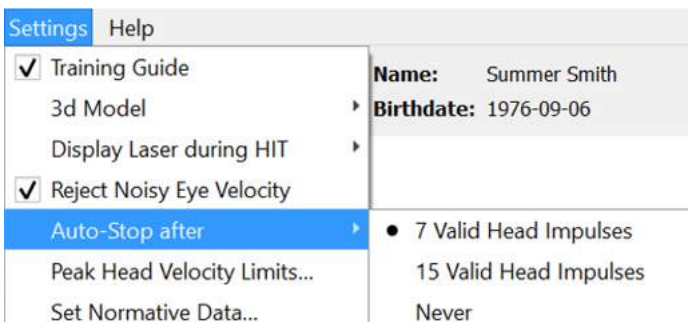 Settings Help
Training Guide
3d Model
Display Laser during HIT
Reject Noisy Eye Velocity
Auto-Stop after
Peak Head Velocity Limits...
Set Normative Data...
Name: Summer Smith
Birthdate: 1976-09-06
7 Valid Head Impulses
15 Valid Head Impulses
Never